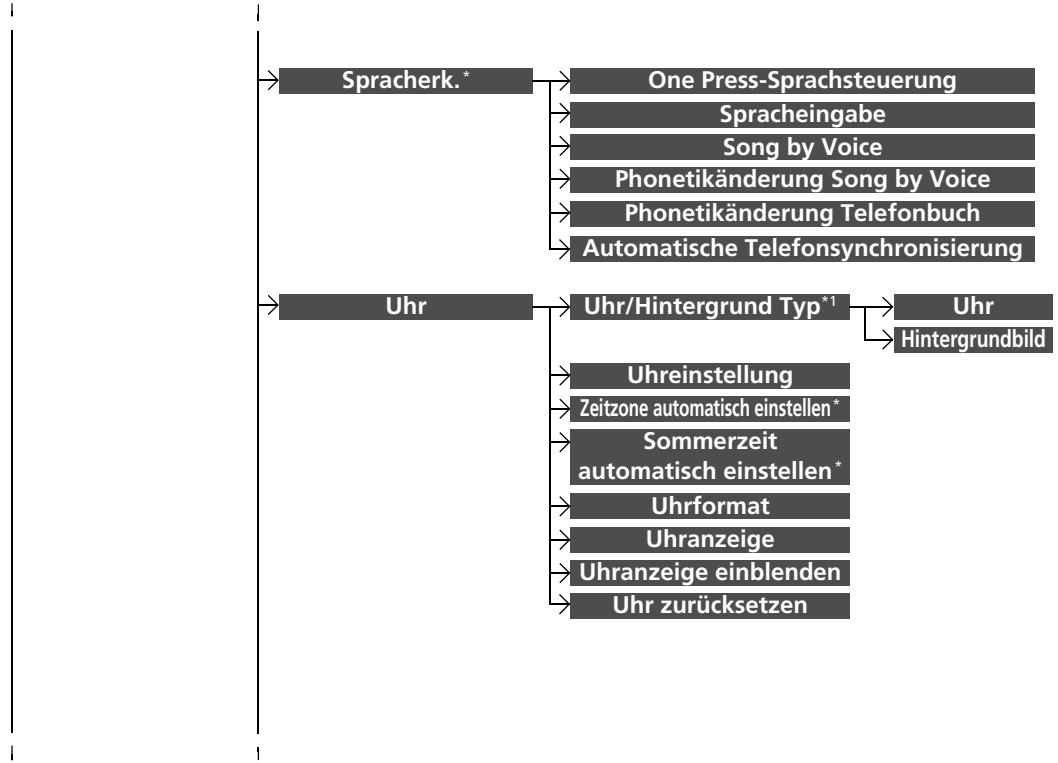 Spracherk.*
One Press-Sprachsteuerung
Spracheingabe
Song by Voice
Phonetikänderung Song by Voice
Phonetikänderung Telefonbuch
Automatische Telefonsynchronisierung
Uhr
Uhr/Hintergrund Typ*1
Uhr
Hintergrundbild
Uhreinstellung
Zeitzone automatisch einstellen*
Sommerzeit
automatisch einstellen*
Uhrformat
Uhranzeige
Uhranzeige einblenden
Uhr zurücksetzen